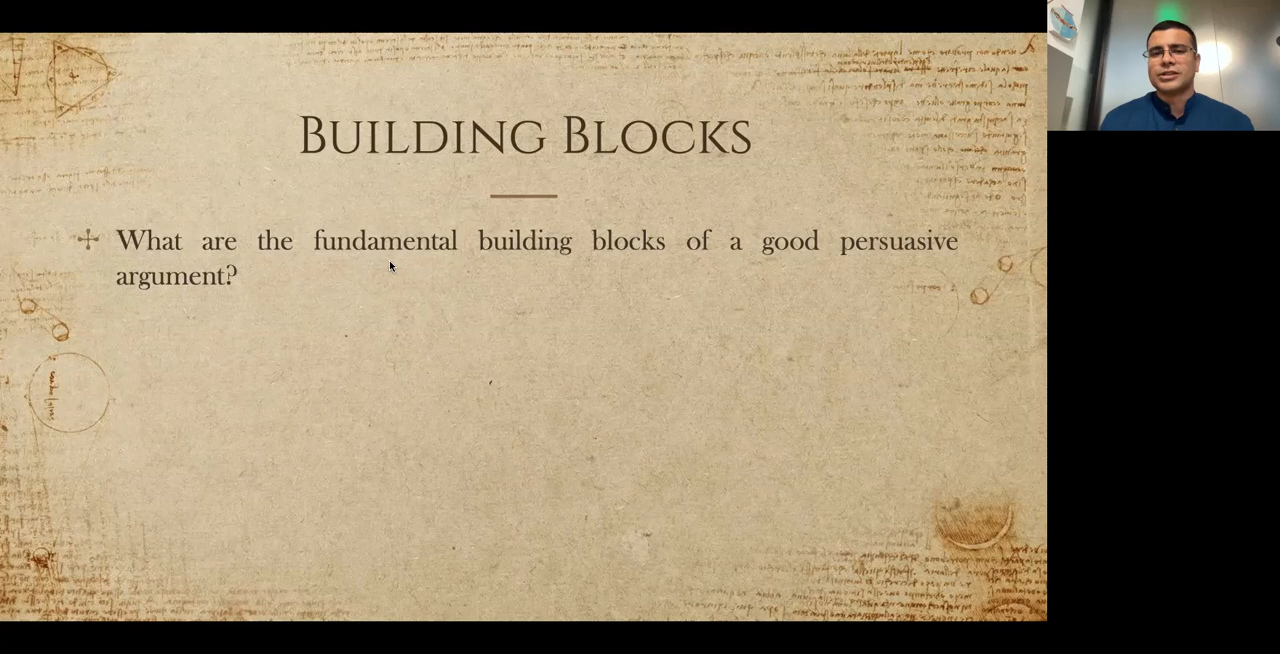 Building Blocks
What are the fundamental building blocks of a good persuasive
argument?